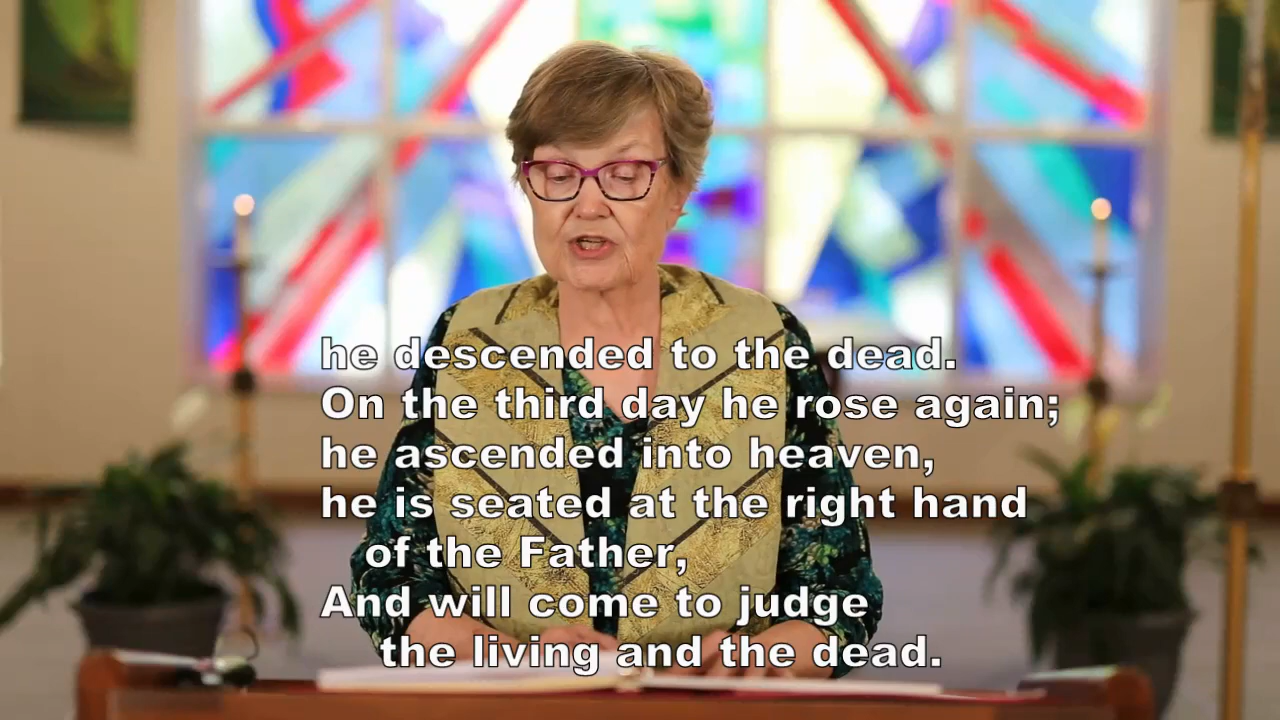 he descended to the dead.
On the third day he rose again;
he ascended into heaven,
he is seated at the right hand
of the Father,
And will come to judge
the living and the dead.